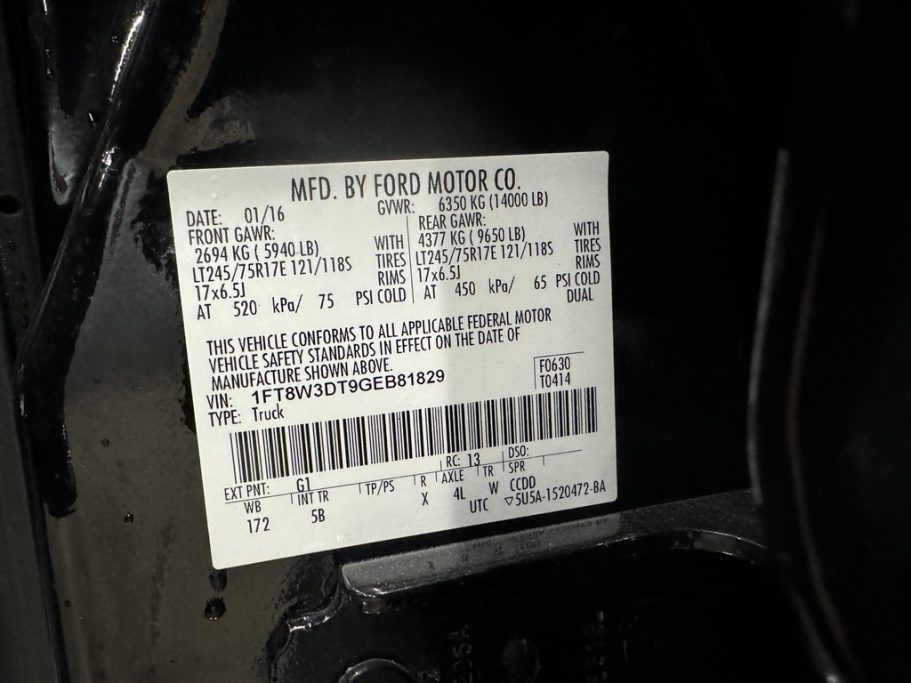 MFD. BY FORD MOTOR CO.
DATE: 01/16 GVWR: 6350 KG (14000 LB)
FRONT GAWR: REAR GAWR:
2694 KG ( 5940 LB) WITH 4377 KG ( 9650 LB) WITH
LT245/75R17E 121/118S TIRES LT245/75R17E 121/118S TIRES
17x6.5J RIMS 17x6.5J RIMS
AT 520 kPa/ 75 PSI COLD AT 450 kPa/ 65 PSI COLD
DUAL
THIS VEHICLE CONFORMS TO ALL APPLICABLE FEDERAL MOTOR
VEHICLE SAFETY STANDARDS IN EFFECT ON THE DATE OF
MANUFACTURE SHOWN ABOVE.
VIN: 1FT8W3DT9GEB81829 F0630
TYPE: Truck T0414
RC: 13 DSO:
EXT PNT: G1
WB INT TR TP/PS R AXLE TR SPR
172 5B X 4L W CCDD
UTC ▽5U5A-1520472-BA